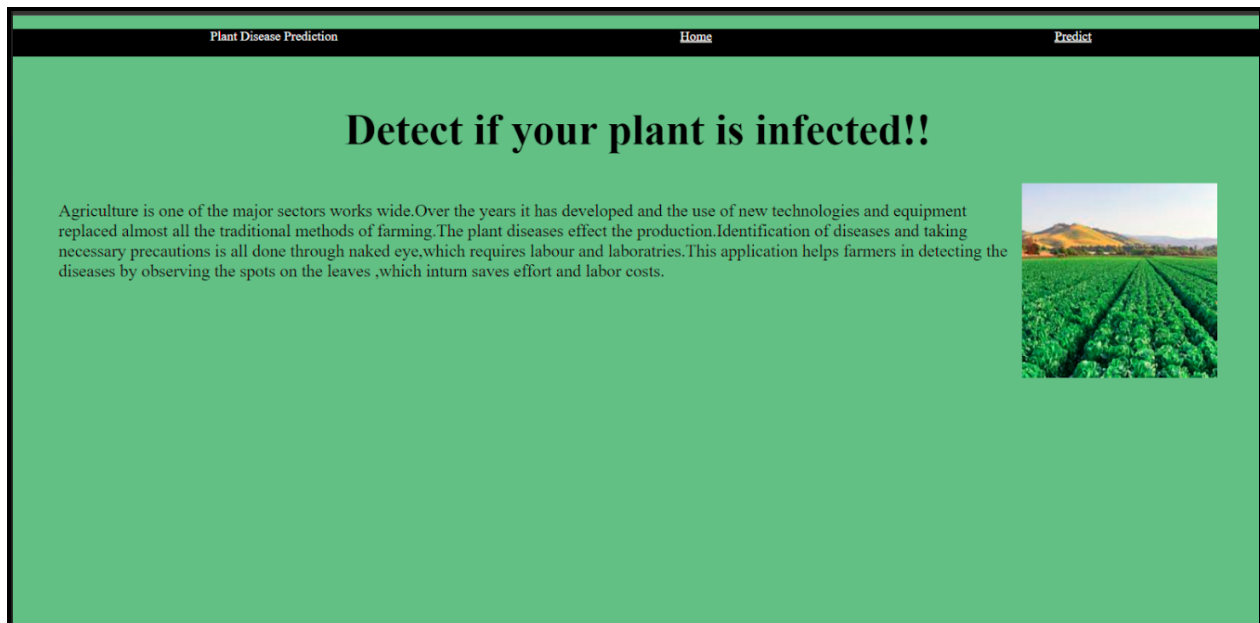 Plant Disease Prediction Home Predict
Detect if your plant is infected!!
Agriculture is one of the major sectors works wide.Over the years it has developed and the use of new technologies and equipment
replaced almost all the traditional methods of farming.The plant diseases effect the production.Identification of diseases and taking
necessary precautions is all done through naked eye,which requires labour and laboratries.This application helps farmers in detecting the
diseases by observing the spots on the leaves ,which inturn saves effort and labor costs.